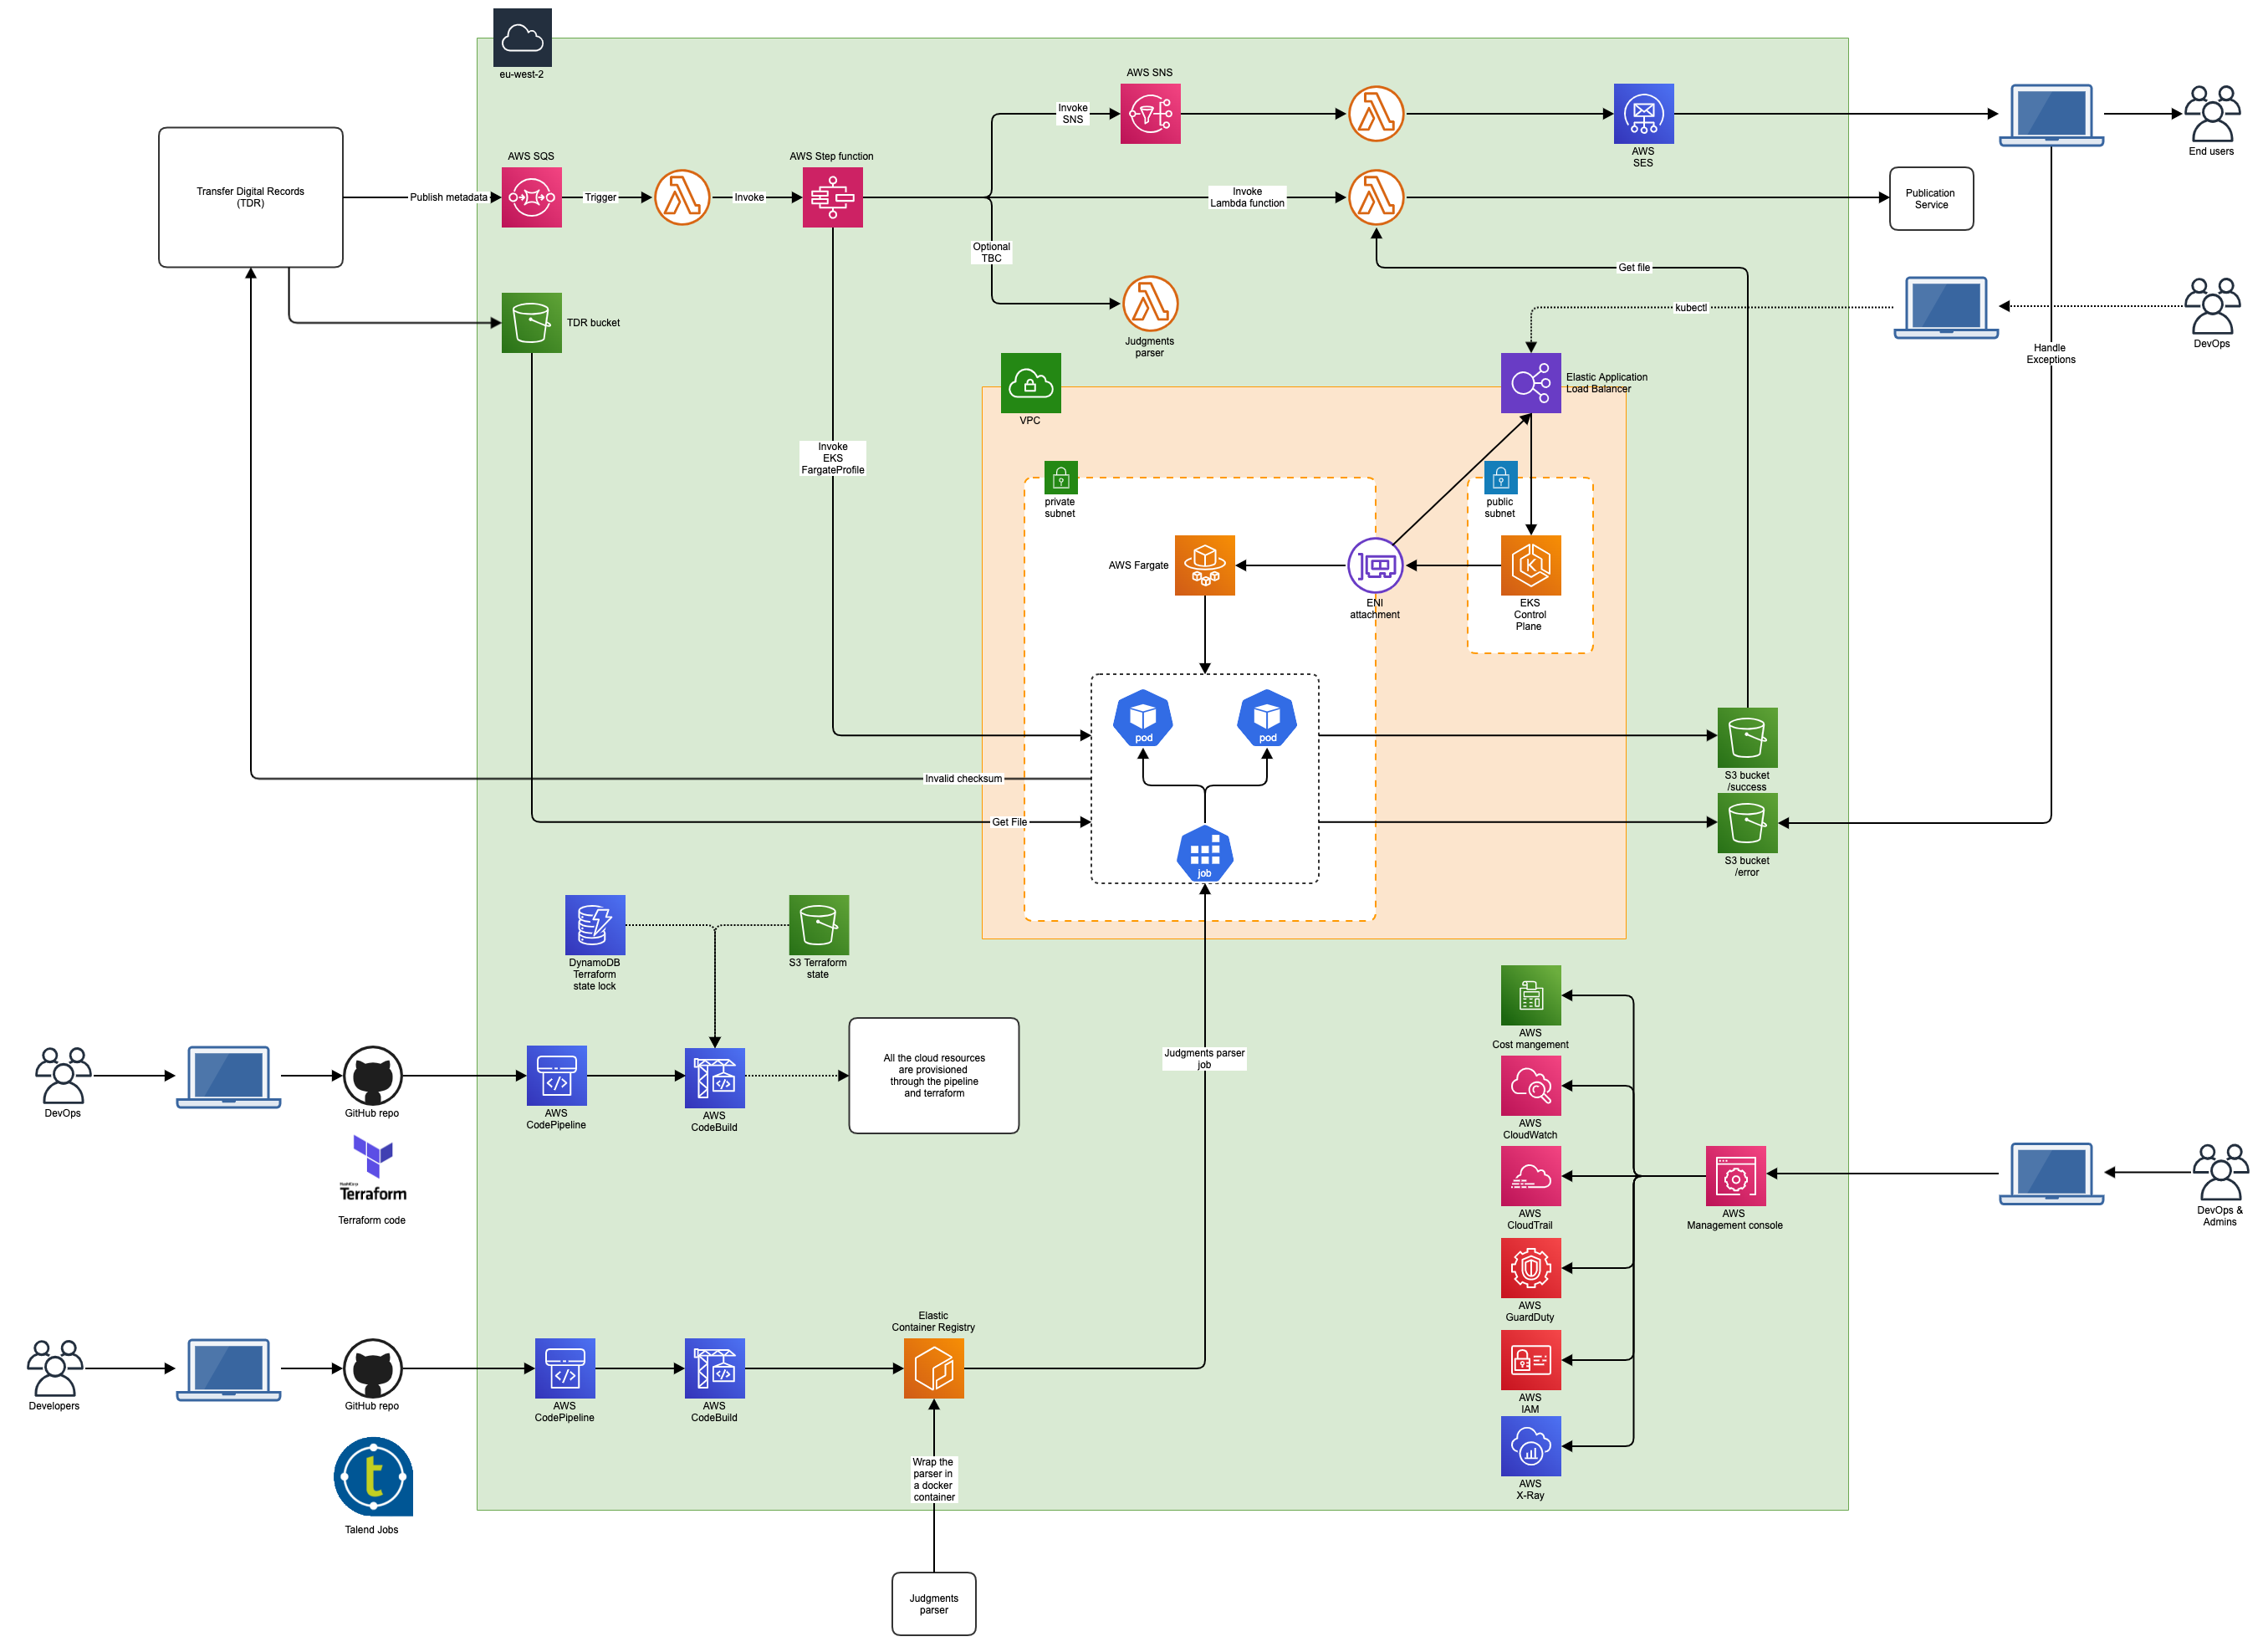 eu-west-2
AWS SNS
Invoke
SNS
AWS
SES
End users
Transfer Digital Records
(TDR)
Publish metadata
AWS SQS
Trigger
Invoke
AWS Step function
Invoke
Lambda function
Publication
Service
Optional
TBC
Get file
kubectl
DevOps
TDR bucket
Judgments
parser
Handle
Exceptions
Elastic Application
Load Balancer
VPC
Invoke
EKS
FargateProfile
private
subnet
public
subnet
AWS Fargate
ENI
attachment
EKS
Control
Plane
pod
pod
Invalid checksum
S3 bucket
/success
Get File
job
S3 bucket
/error
DynamoDB
Terraform
state lock
S3 Terraform
state
AWS
Cost mangement
DevOps
GitHub repo
AWS
CodePipeline
AWS
CodeBuild
All the cloud resources
are provisioned
through the pipeline
and terraform
Judgments parser
job
AWS
CloudWatch
HashiCorp
Terraform
Terraform code
AWS
CloudTrail
AWS
Management console
DevOps &
Admins
AWS
GuardDuty
Elastic
Container Registry
Developers
GitHub repo
AWS
CodePipeline
AWS
CodeBuild
AWS
IAM
t
Talend Jobs
Wrap the
parser in
a docker
container
AWS
X-Ray
Judgments
parser